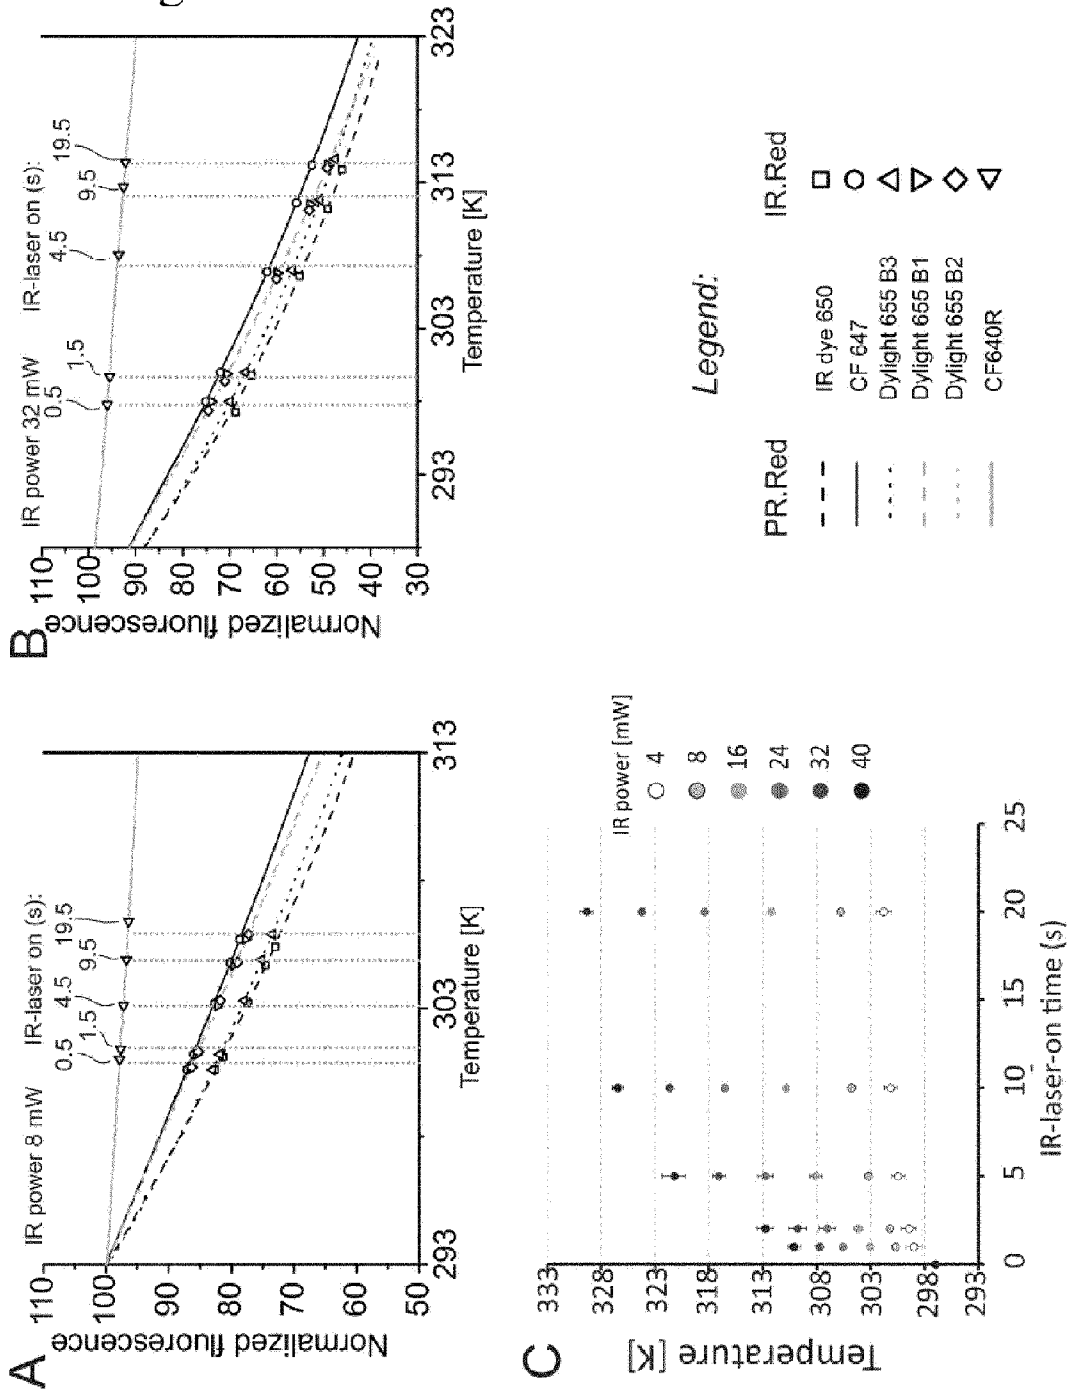 A
IR power 8 mW
IR-laser on (s):
0.5
1.5
4.5
9.5
19.5
110
100
90
80
70
60
50
Normalized fluorescence
293
303
313
Temperature [K]
B
IR power 32 mW
IR-laser on (s):
0.5
1.5
4.5
9.5
19.5
110
100
90
80
70
60
50
40
30
Normalized fluorescence
293
303
313
323
Temperature [K]
C
333
328
323
318
313
308
303
298
293
Temperature [K]
0
5
10
15
20
25
IR-laser-on time (s)
IR power [mW]
4
8
16
24
32
40
Legend:
PR.Red
IR.Red
IR dye 650
CF 647
Dylight 655 B3
Dylight 655 B1
Dylight 655 B2
CF640R